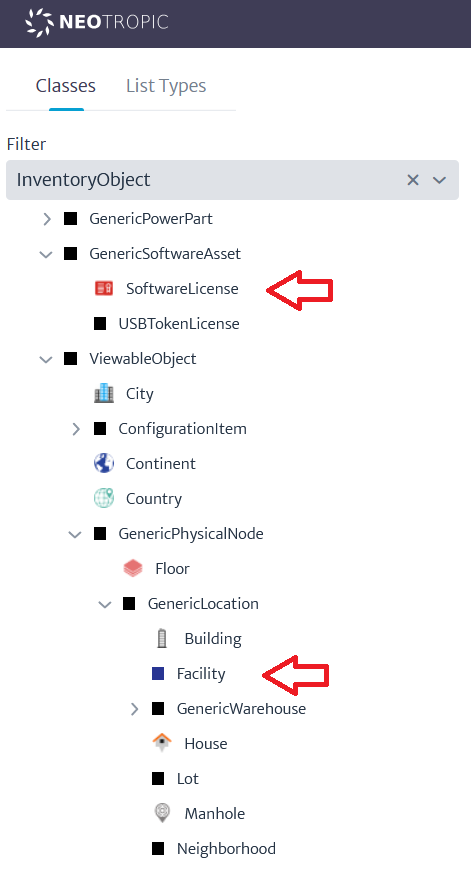 NEOTROPIC
Classes List Types
Filter
InventoryObject
GenericPowerPart
GenericSoftwareAsset
SoftwareLicense
USBTokenLicense
ViewableObject
City
ConfigurationItem
Continent
Country
GenericPhysicalNode
Floor
GenericLocation
Building
Facility
GenericWarehouse
House
Lot
Manhole
Neighborhood